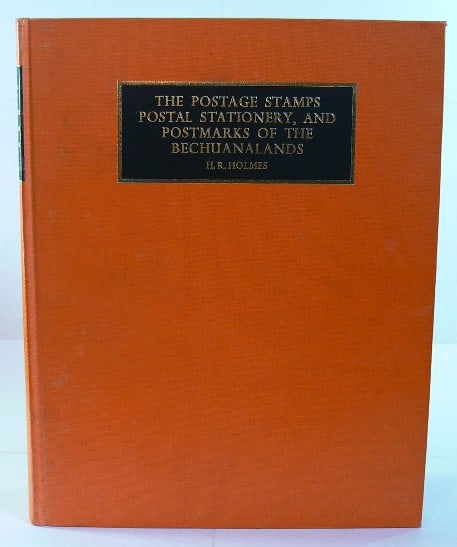 THE POSTAGE STAMPS
POSTAL STATIONERY, AND
POSTMARKS OF THE
BECHUANALANDS
H. R. HOLMES